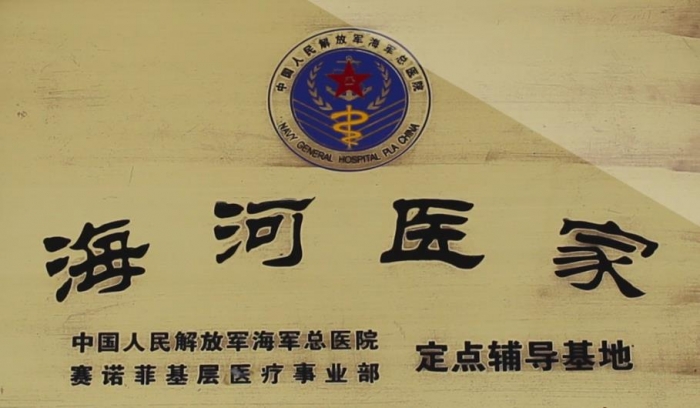 中国人民解放军海军总医院
NAVY GENERAL HOSPITAL PLA CHINA
海河医家
中国人民解放军海军总医院
赛诺菲基层医疗事业部
定点辅导基地